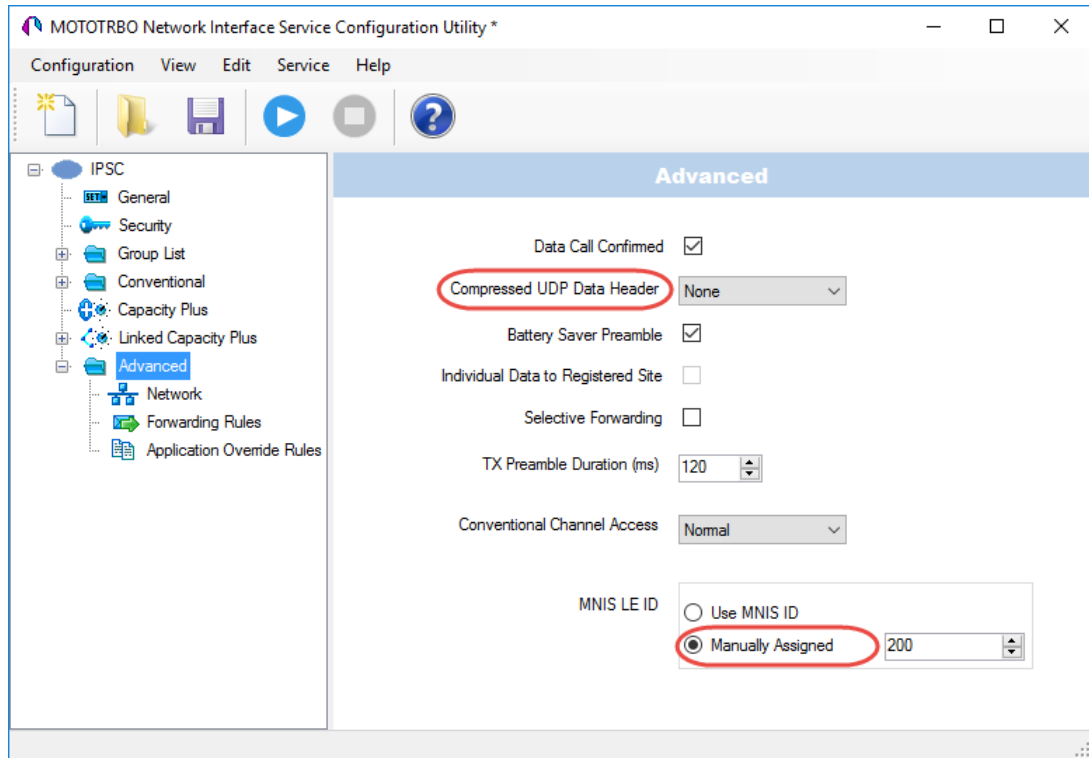 MOTOTRBO Network Interface Service Configuration Utility *
Configuration View Edit Service Help
IPSC
General
Security
Group List
Conventional
Capacity Plus
Linked Capacity Plus
Advanced
Network
Forwarding Rules
Application Override Rules
Advanced
Data Call Confirmed
Compressed UDP Data Header None
Battery Saver Preamble
Individual Data to Registered Site
Selective Forwarding
TX Preamble Duration (ms) 120
Conventional Channel Access Normal
MNIS LE ID
Use MNIS ID
Manually Assigned 200